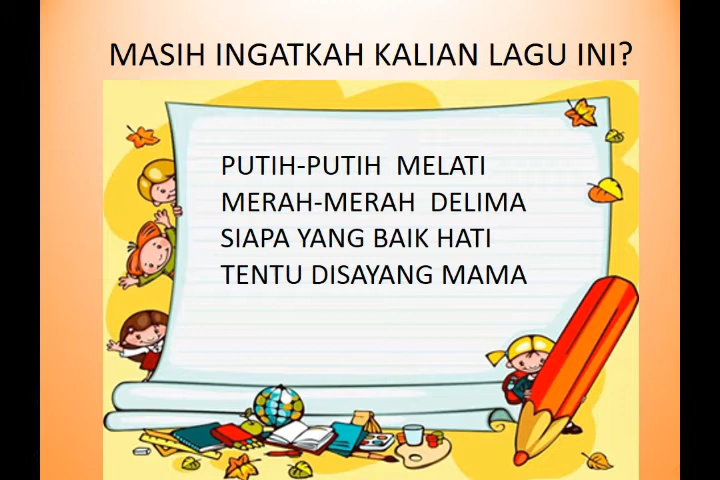 MASIH INGATKAH KALIAN LAGU INI?
PUTIH-PUTIH MELATI
MERAH-MERAH DELIMA
SIAPA YANG BAIK HATI
TENTU DISAYANG MAMA